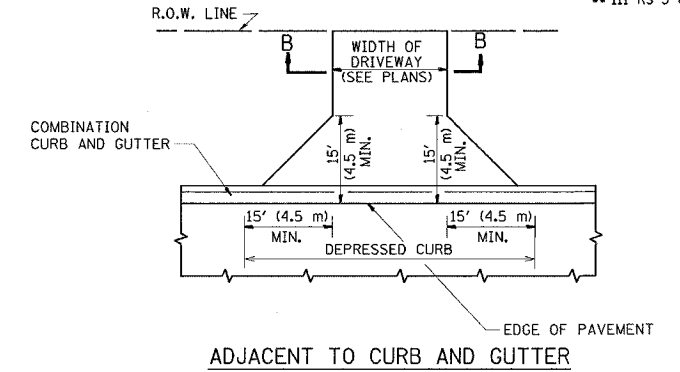 R.O.W. LINE
B
B
WIDTH OF
DRIVEWAY
(SEE PLANS)
COMBINATION
CURB AND GUTTER
15'
(4.5 m)
MIN.
15'
(4.5 m)
MIN.
15' (4.5 m)
MIN.
15' (4.5 m)
MIN.
DEPRESSED CURB
EDGE OF PAVEMENT
ADJACENT TO CURB AND GUTTER